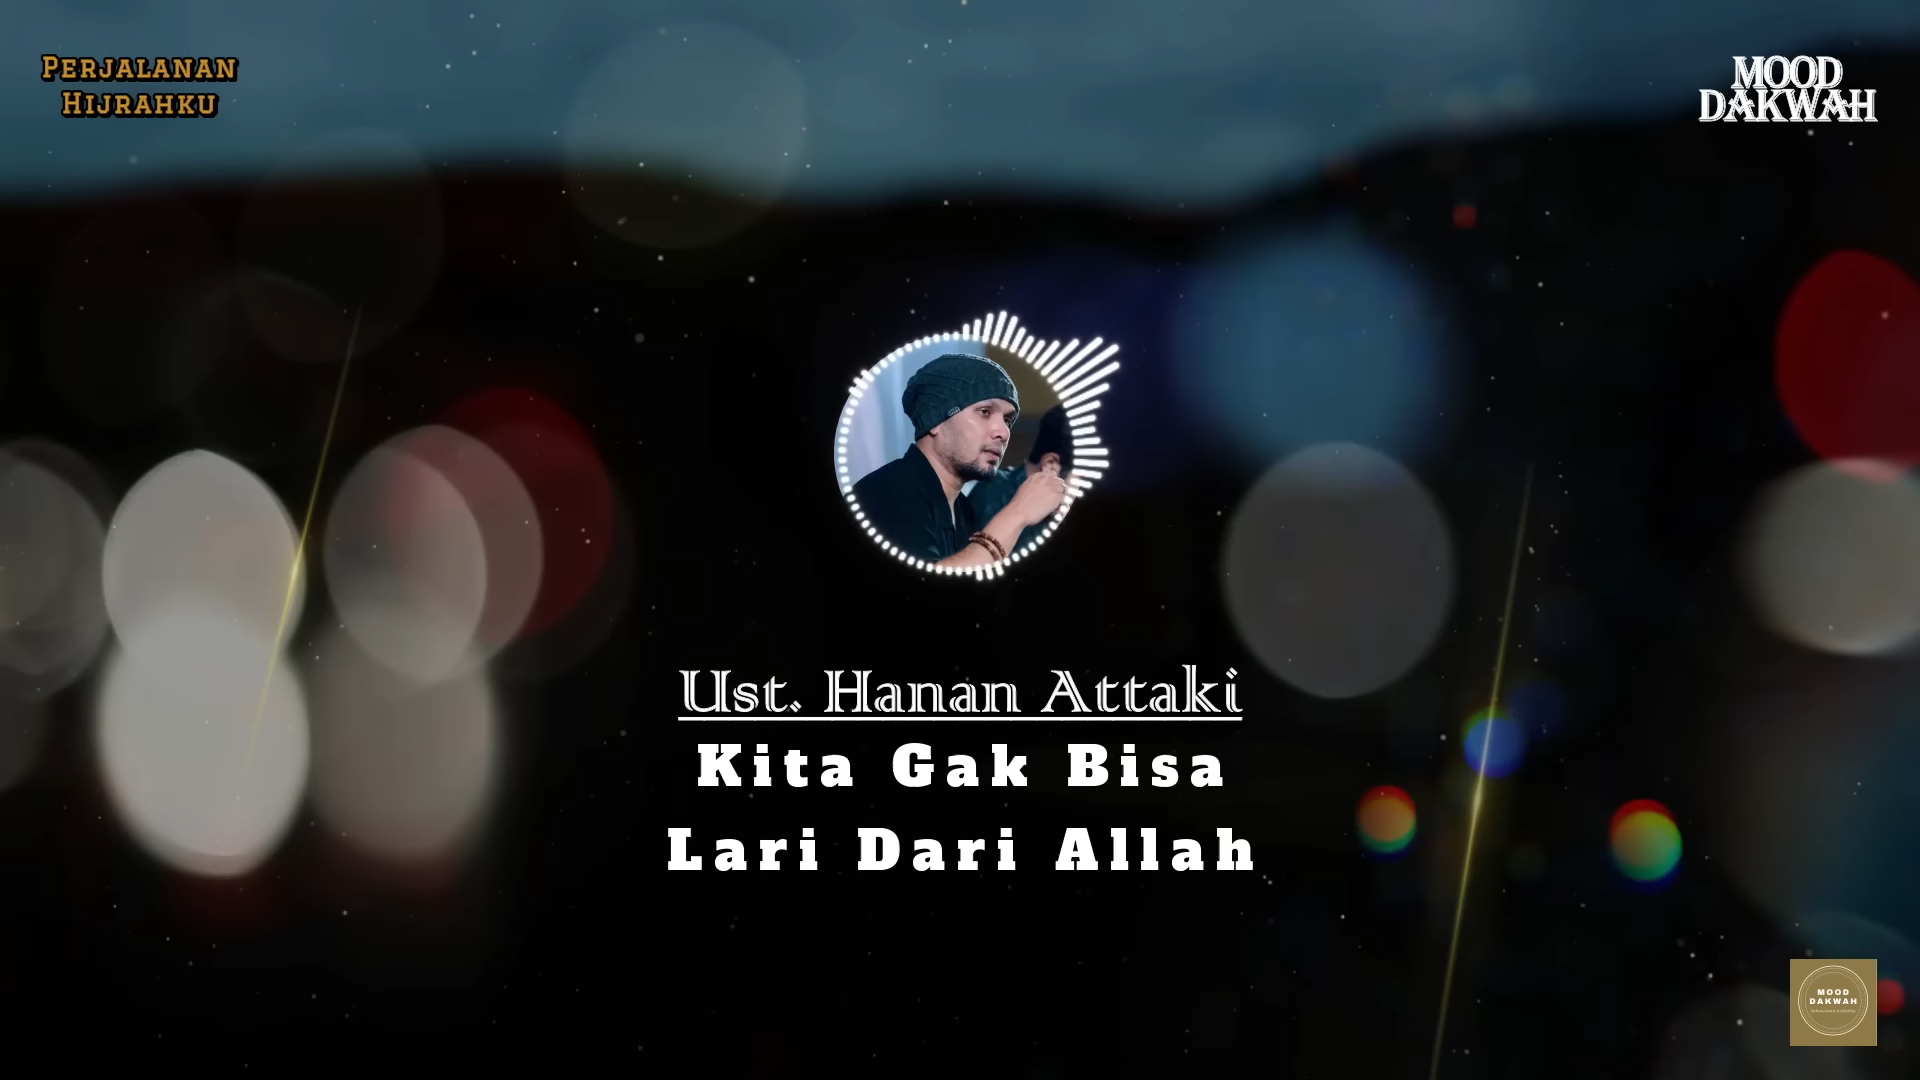 PERJALANAN
HIJRAHKU
MOOD
DAKWAH
Ust. Hanan Attaki
Kita Gak Bisa
Lari Dari Allah
MOOD
DAKWAH